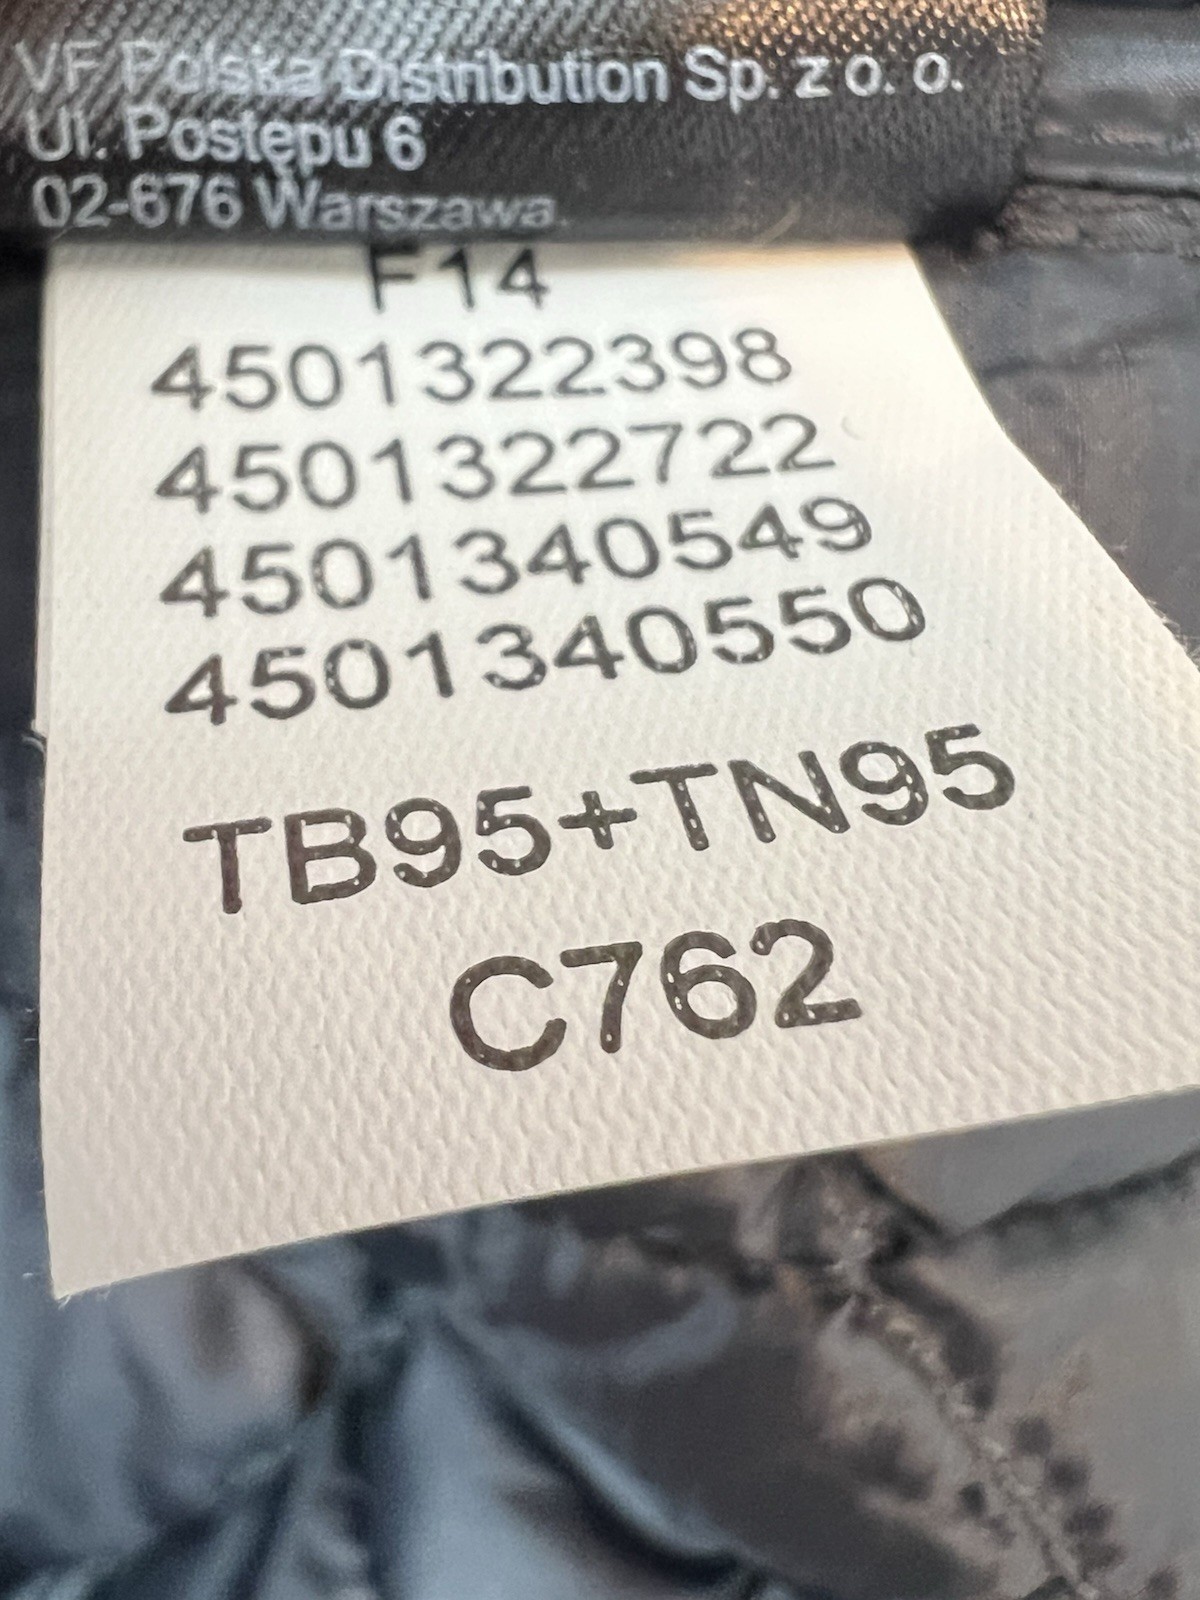 VF Polska Distribution Sp. z o. o.
Ul. Postępu 6
02-676 Warszawa.
F14
4501322398
4501322722
4501340549
4501340550
TB95+TN95
C762